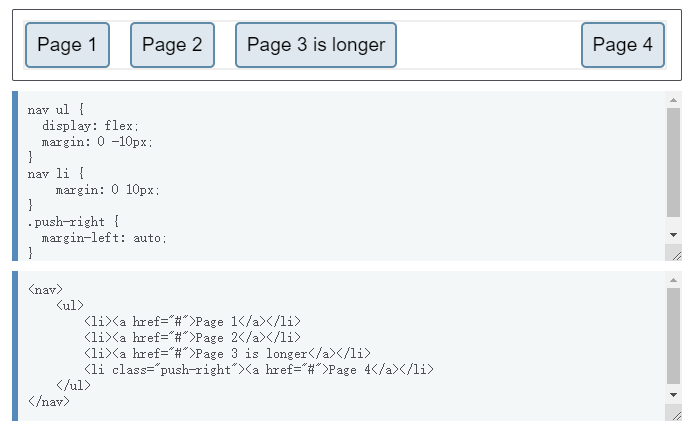 Page 1 Page 2 Page 3 is longer Page 4
nav ul {
  display: flex;
  margin: 0 -10px;
}
nav li {
    margin: 0 10px;
}
.push-right {
  margin-left: auto;
}
<nav>
    <ul>
        <li><a href="#">Page 1</a></li>
        <li><a href="#">Page 2</a></li>
        <li><a href="#">Page 3 is longer</a></li>
        <li class="push-right"><a href="#">Page 4</a></li>
    </ul>
</nav>